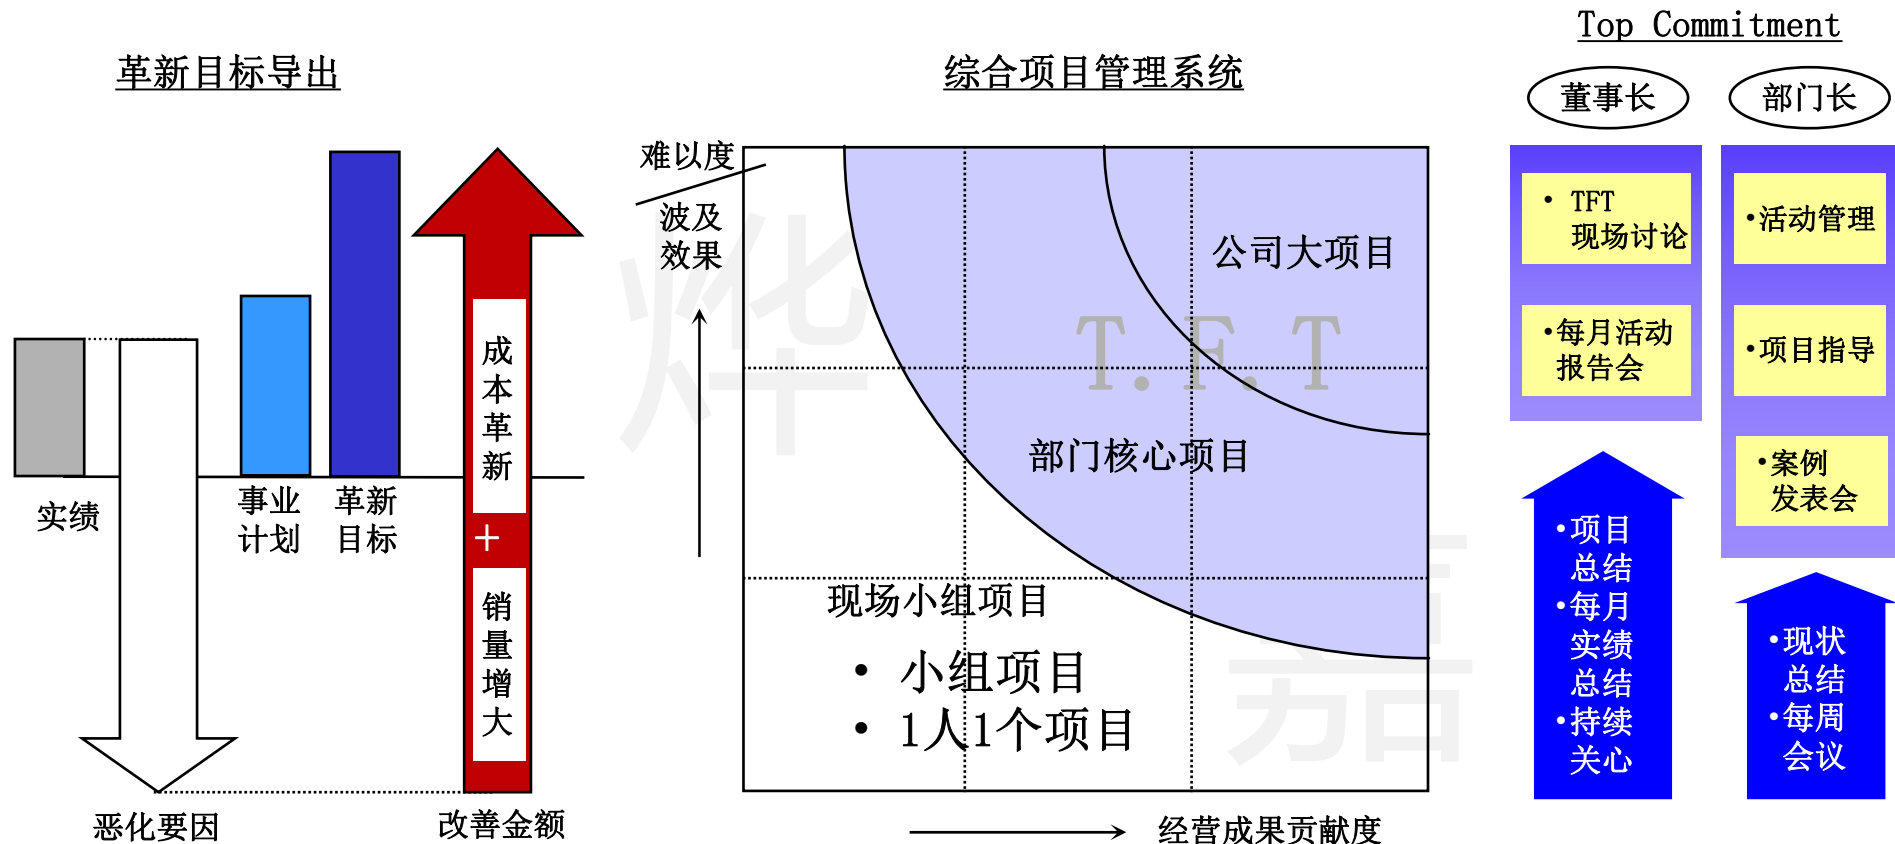 革新目标导出
实绩
恶化要因
事业
计划
革新
目标
成
本
革
新
+
销
量
增
大
改善金额
综合项目管理系统
难以度
波及
效果
公司大项目
T.F.T
部门核心项目
现场小组项目
• 小组项目
• 1人1个项目
经营成果贡献度
烨
嘉
Top Commitment
董事长
• TFT
现场讨论
•每月活动
报告会
•项目
总结
•每月
实绩
总结
•持续
关心
部门长
•活动管理
•项目指导
•案例
发表会
•现状
总结
•每周
会议